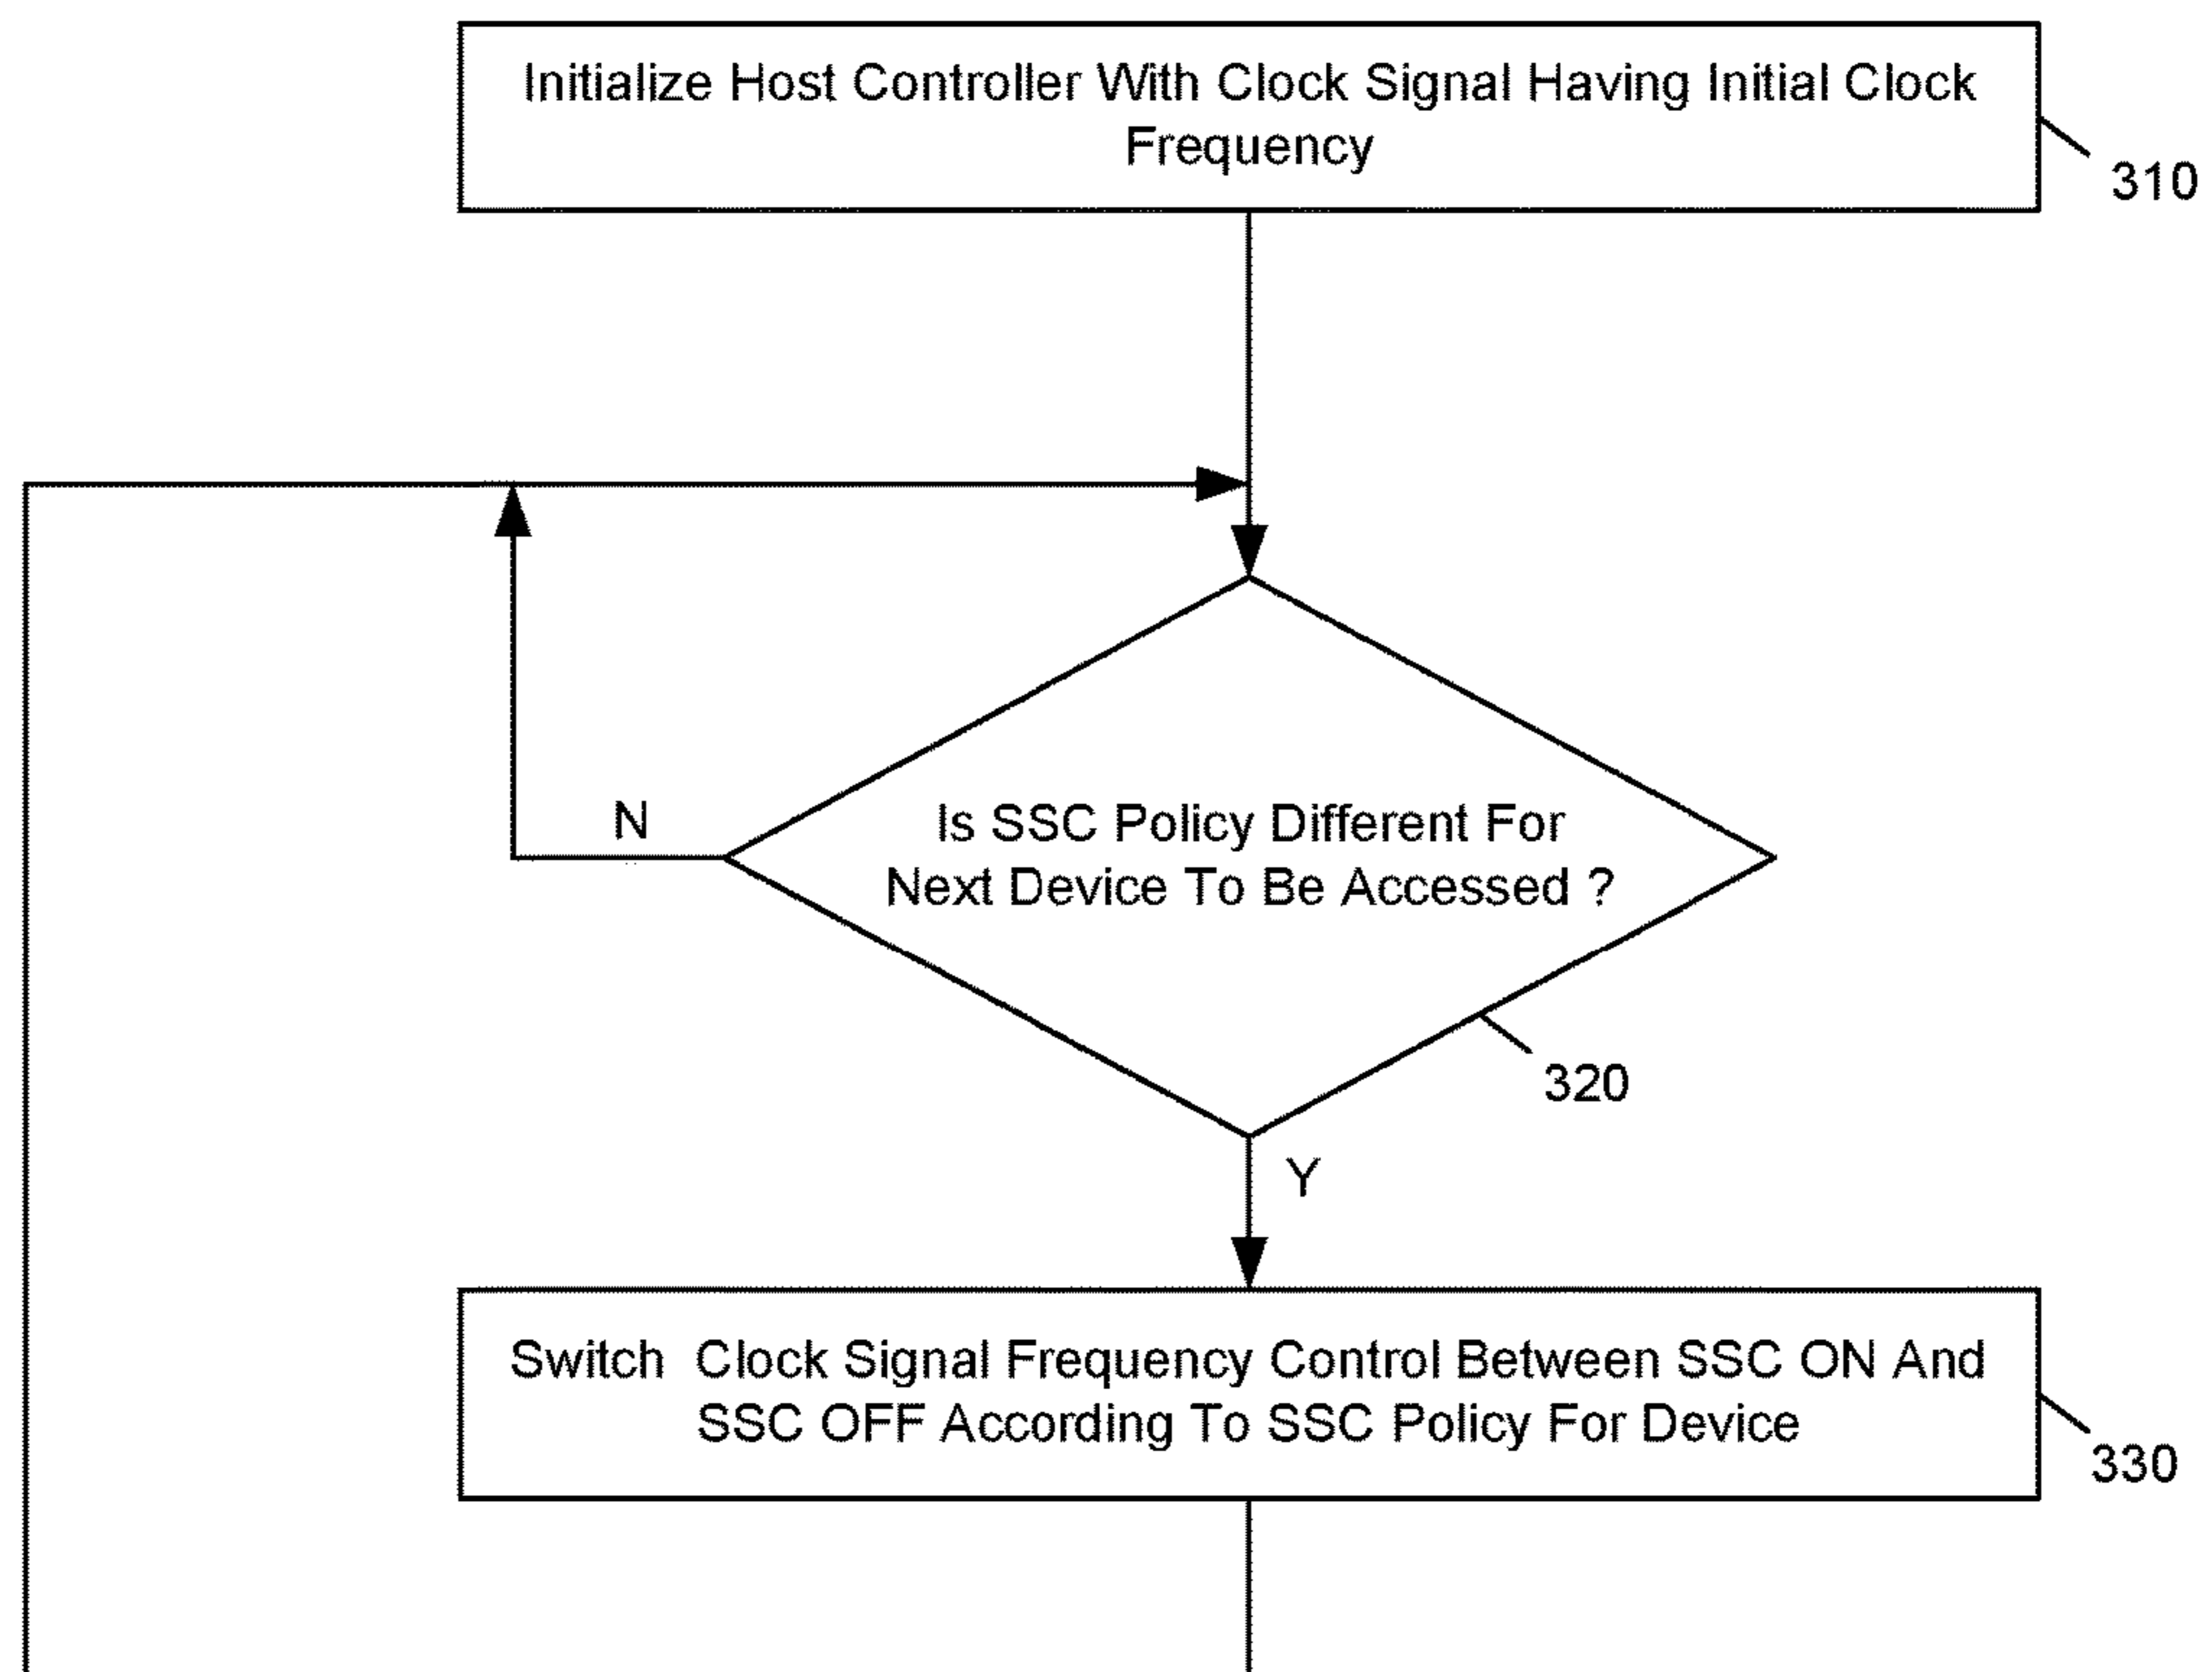 Initialize Host Controller With Clock Signal Having Initial Clock
Frequency
310
N
Is SSC Policy Different For
Next Device To Be Accessed ?
320
Y
Switch Clock Signal Frequency Control Between SSC ON And
SSC OFF According To SSC Policy For Device
330